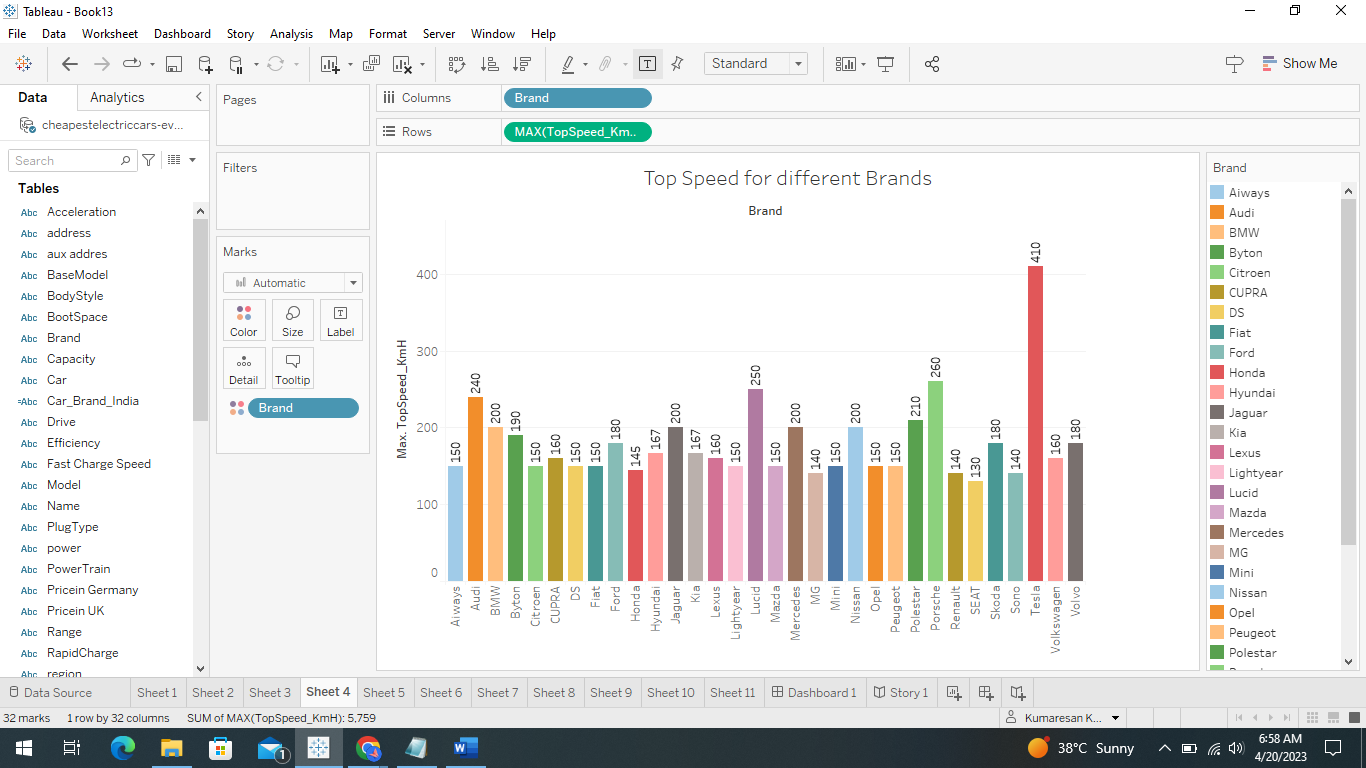 Tableau - Book13
File Data Worksheet Dashboard Story Analysis Map Format Server Window Help
Standard
Show Me
Data Analytics
cheapestelectriccars-ev...
Search
Tables
Abc Acceleration
Abc address
Abc aux addres
Abc BaseModel
Abc BodyStyle
Abc BootSpace
Abc Brand
Abc Capacity
Abc Car
=Abc Car_Brand_India
Abc Drive
Abc Efficiency
Abc Fast Charge Speed
Abc Model
Abc Name
Abc PlugType
Abc power
Abc PowerTrain
Abc Pricein Germany
Abc Pricein UK
Abc Range
Abc RapidCharge
Abc region
Pages
Filters
Marks
Automatic
Color Size Label
Detail Tooltip
Brand
Columns Brand
Rows MAX(TopSpeed_Km..
Top Speed for different Brands
Brand
Max. TopSpeed_KmH
400
300
200
100
0
150 240 200 190 150 160 150 150 180 145 167 200 167 160 150 250 150 200 140 150 200 150 150 210 260 140 130 180 140 410 160 180
Aiways Audi BMW Byton Citroen CUPRA DS Fiat Ford Honda Hyundai Jaguar Kia Lexus Lightyear Lucid Mazda Mercedes MG Mini Nissan Opel Peugeot Polestar Porsche Renault SEAT Skoda Sono Tesla Volkswagen Volvo
Brand
Aiways
Audi
BMW
Byton
Citroen
CUPRA
DS
Fiat
Ford
Honda
Hyundai
Jaguar
Kia
Lexus
Lightyear
Lucid
Mazda
Mercedes
MG
Mini
Nissan
Opel
Peugeot
Polestar
Data Source Sheet 1 Sheet 2 Sheet 3 Sheet 4 Sheet 5 Sheet 6 Sheet 7 Sheet 8 Sheet 9 Sheet 10 Sheet 11 Dashboard 1 Story 1
32 marks 1 row by 32 columns SUM of MAX(TopSpeed_KmH): 5,759
Kumaresan K...
1
38°C Sunny
6:58 AM
4/20/2023